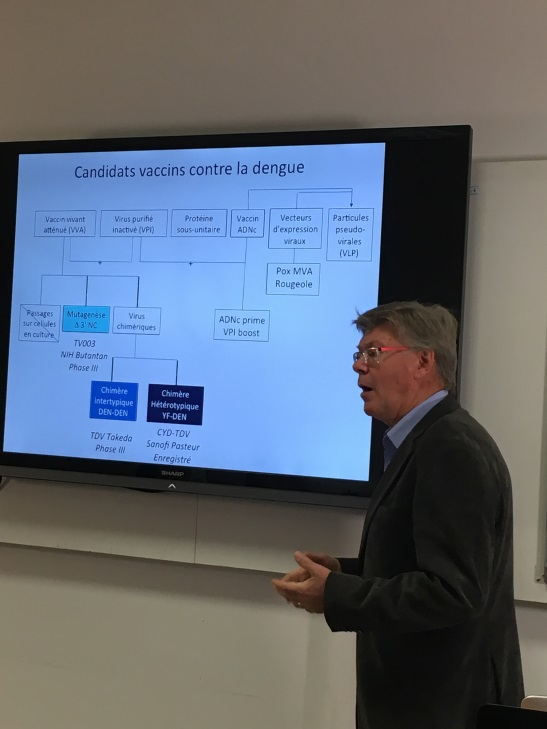 Candidats vaccins contre la dengue
Vaccin vivant
atténué (VVA)
Virus purifié
inactivé (VPI)
Proteine
sous-unitaire
Vaccin
ADNc
Vecteurs
d'expression
viraux
Particules
pseudo-
virales
(VLP)
Pox MVA
Rougeole
Passages
sur cellules
en culture
Mutagenèse
Δ 3' NC
Virus
chimériques
ADNc prime
VPI boost
TV003
NIH Butantan
Phase III
Chimère
intertypique
DEN-DEN
Chimère
Hétérotypique
YF-DEN
TDV Takeda
Phase III
CYD-TDV
Sanofi Pasteur
Enregistré
SHARP